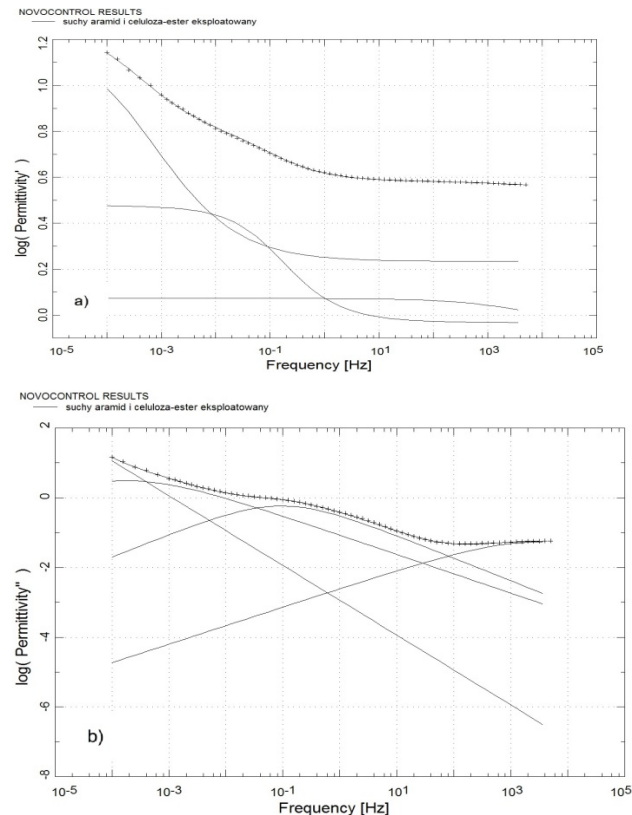 NOVOCONTROL RESULTS
suchy aramid i celuloza-ester eksploatowany
log( Permittivity' )
1.2
1.0
0.8
0.6
0.4
0.2
0.0
a)
10-5
10-3
10-1
101
103
105
Frequency [Hz]
NOVOCONTROL RESULTS
suchy aramid i celuloza-ester eksploatowany
log( Permittivity'' )
2
0
-2
-4
-6
-8
b)
10-5
10-3
10-1
101
103
105
Frequency [Hz]